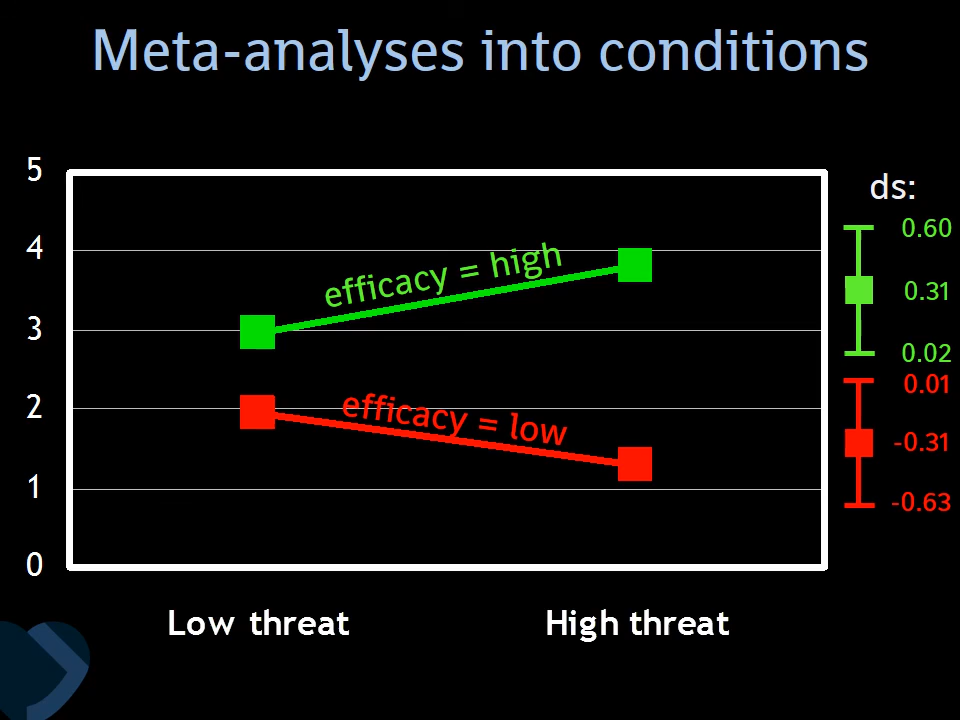 Meta-analyses into conditions
5
4
3
2
1
0
efficacy = high
efficacy = low
Low threat
High threat
ds:
0.60
0.31
0.02
0.01
-0.31
-0.63